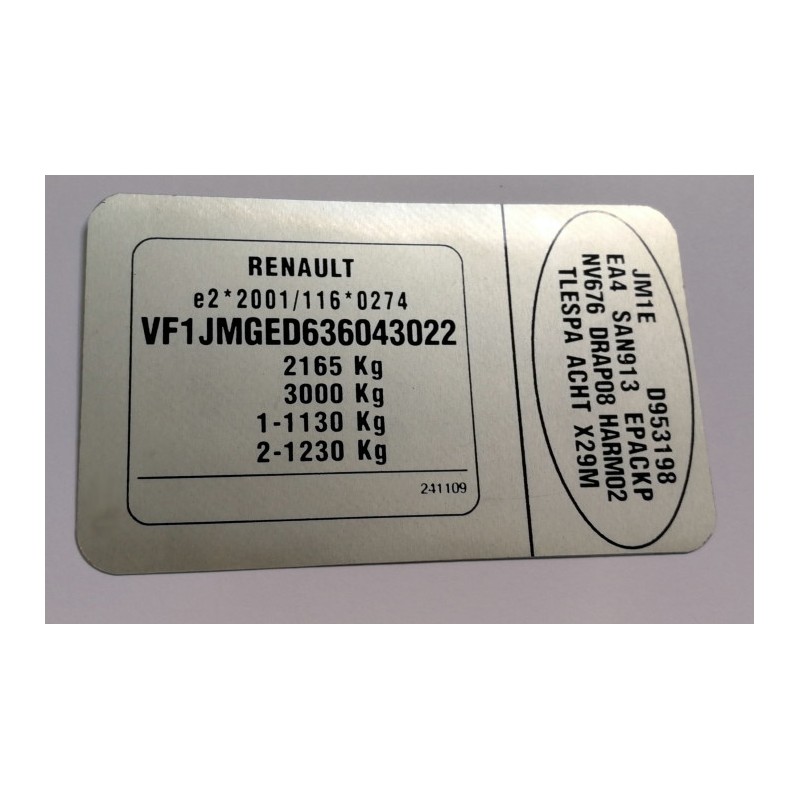 RENAULT
e2*2001/116*0274
VF1JMGED636043022
2165 Kg
3000 Kg
1-1130 Kg
2-1230 Kg
241109
JM1E D953198
EA4 SAN913 EPACKP
NV676 DRAP08 HARM02
TLESPA ACHT X29M